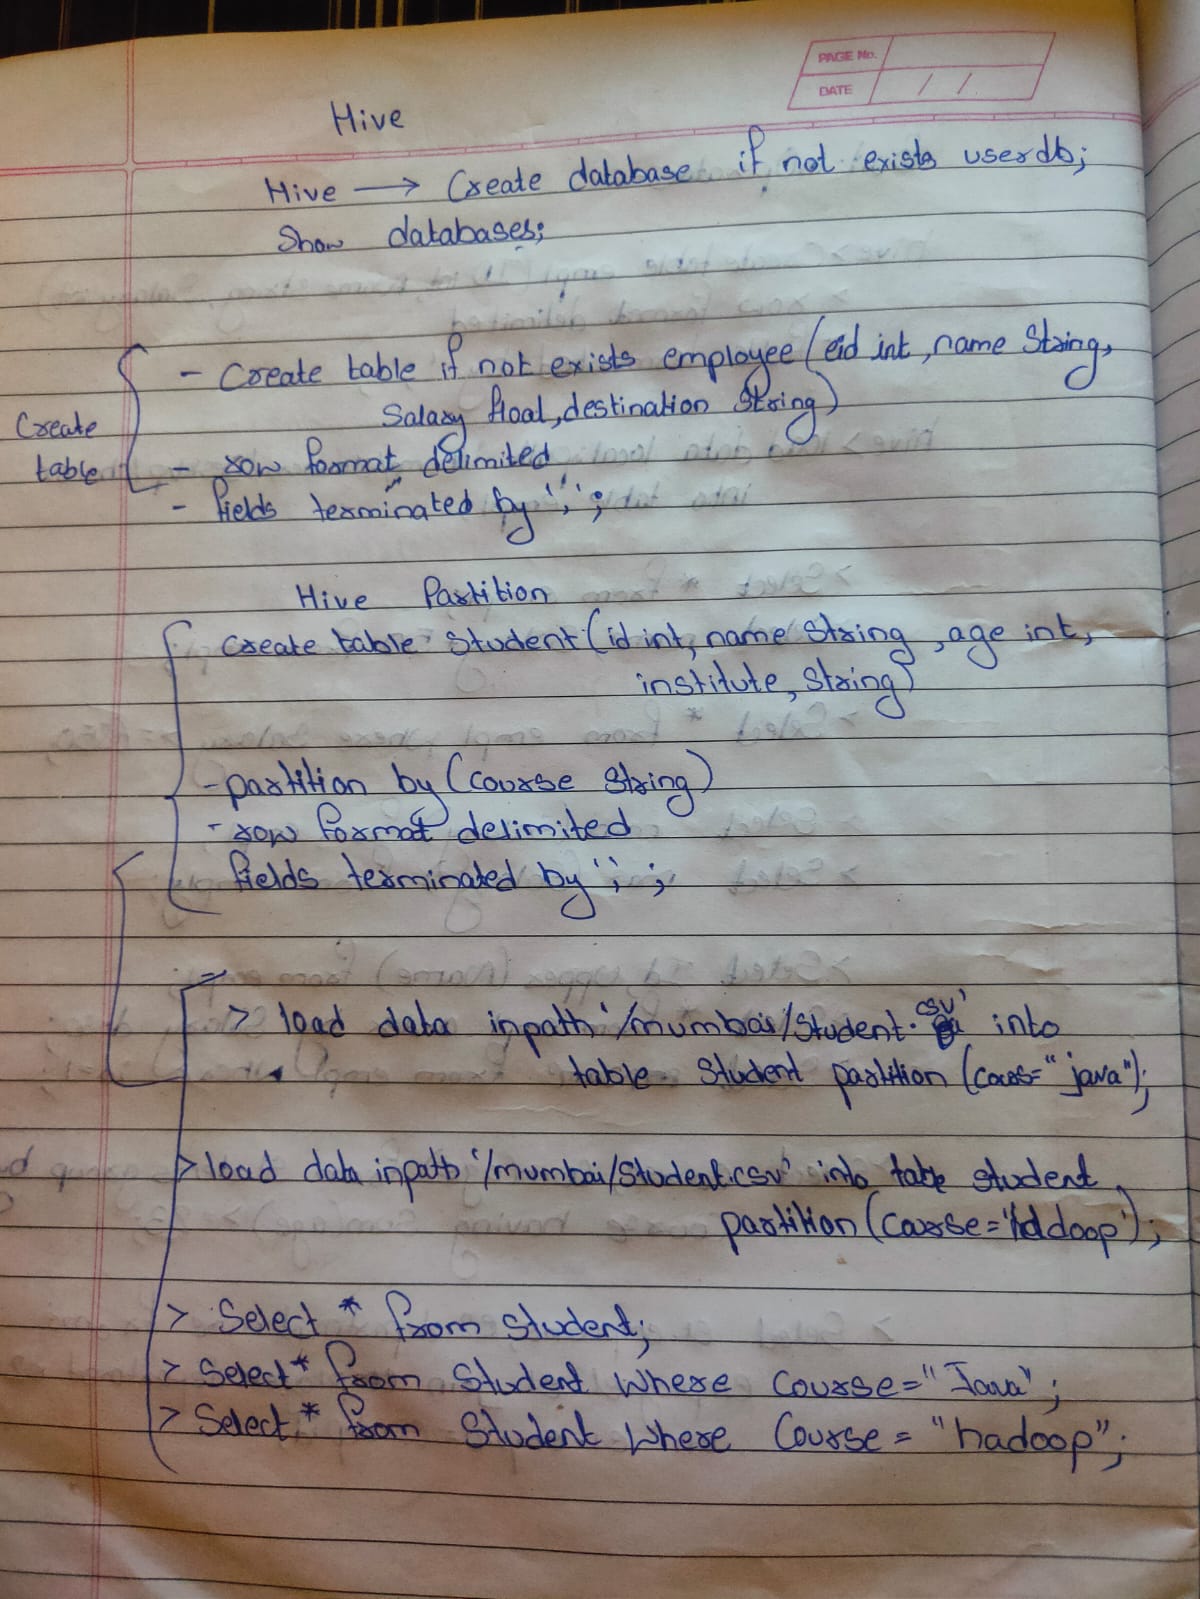 PAGE No.
DATE / /
Hive
Hive → Create database if not exists userdb;
Show databases;
- Create table if not exists employee (eid int, name String,
Salary float, destination String)
Create
table
- row format delimited
- fields terminated by ',';
Hive Partition
Create table Student (id int, name String, age int,
institute, String)
- partition by (course String)
- row format delimited
fields terminated by ',' ;
> load data inpath '/mumbai/Student.csv' into
table Student partition (cours="java");
> load data inpath '/mumbai/Student.csv' into table student
partition (course=
> Select * from Student;
> Select * from Student Where Course="Java";
> Select * from Student Where Course = "hadoop";